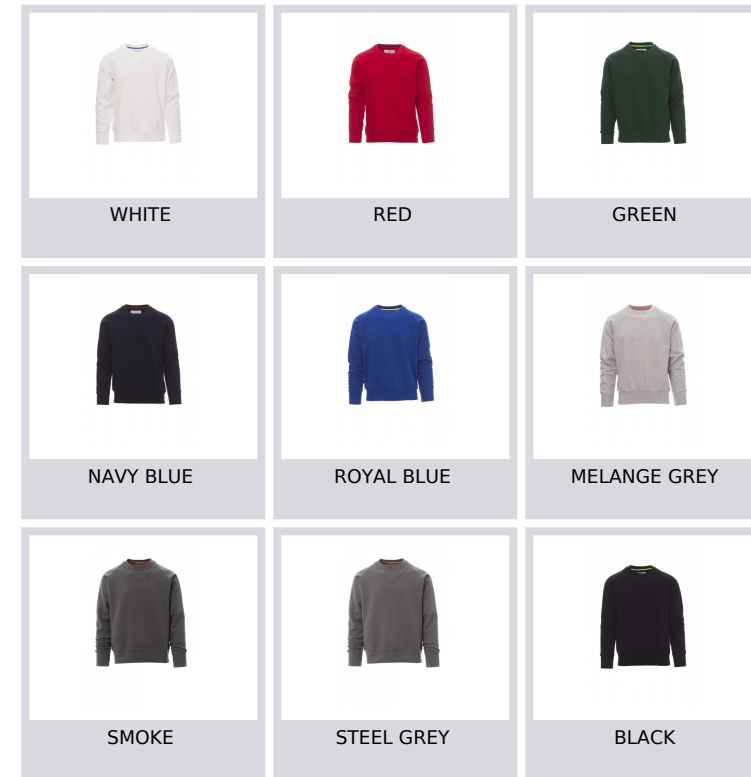 WHITE
RED
GREEN
NAVY BLUE
ROYAL BLUE
MELANGE GREY
SMOKE
STEEL GREY
BLACK